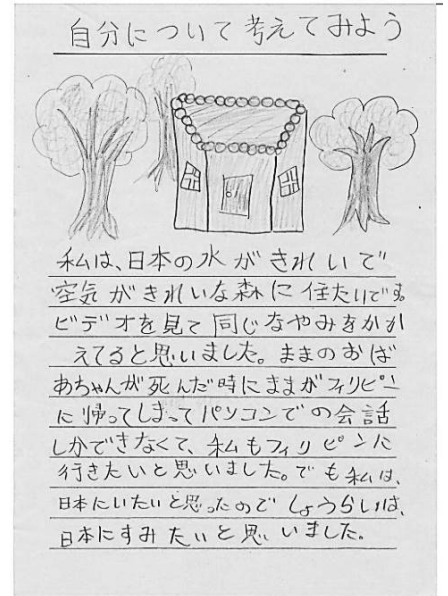 自分について考えてみよう
私は、日本の水がきれいで
空気がきれいな森に住たいです。
ビデオを見て同じなやみをかか
えてると思いました。ままのおば
あちゃんが死んだ時にままがフィリピン
に帰ってしまってパソコンでの会話
しかできなくて、私もフィリピンに
行きたいと思いました。でも私は、
日本にいたいと思ったのでしょうらいは、
日本にすみたいと思いました。